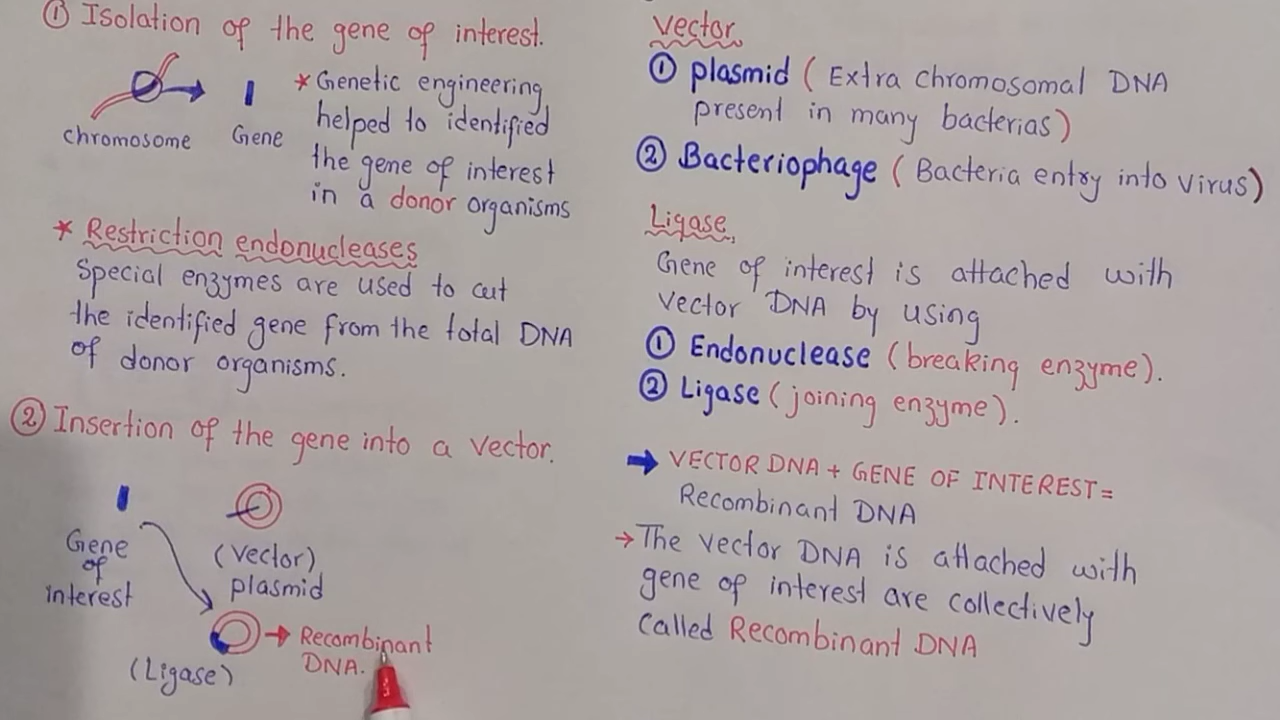 ① Isolation of the gene of interest.
chromosome
Gene
* Genetic engineering
helped to identified
the gene of interest
in a donor organisms
* Restriction endonucleases
Special enzymes are used to cut
the identified gene from the total DNA
of donor organisms.
② Insertion of the gene into a vector.
Gene
of
interest
(vector)
plasmid
(Ligase)
→ Recombinant
DNA.
Vector
① plasmid ( Extra chromosomal DNA
present in many bacterias)
② Bacteriophage ( Bacteria entry into virus)
Ligase
Gene of interest is attached with
vector DNA by using
① Endonuclease (breaking enzyme).
② Ligase (joining enzyme).
➡ VECTOR DNA + GENE OF INTEREST =
Recombinant DNA
→ The vector DNA is attached with
gene of interest are collectively
called Recombinant DNA